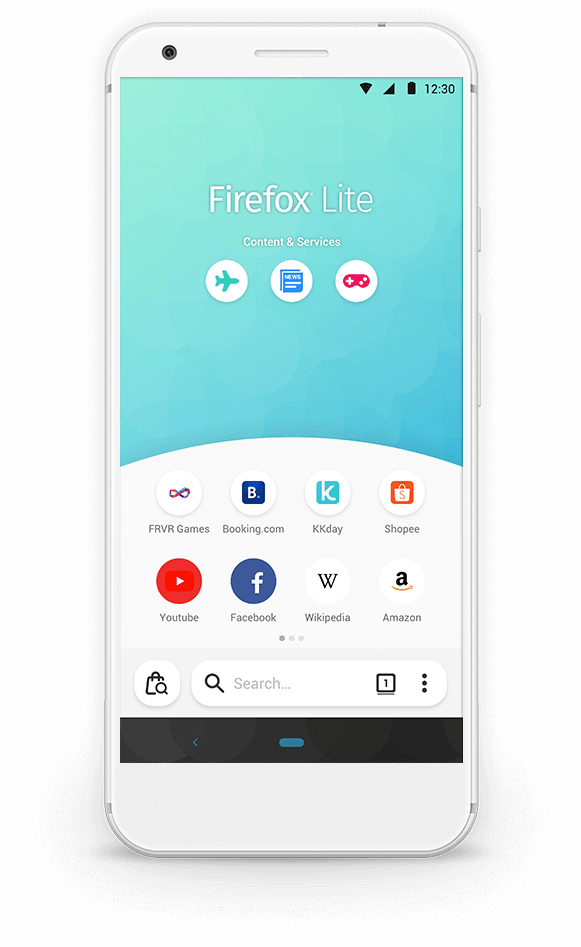 12:30
Firefox Lite
Content & Services
NEWS
B.
FRVR Games Booking.com KKday Shopee
W a
Youtube Facebook Wikipedia Amazon
Search... 1